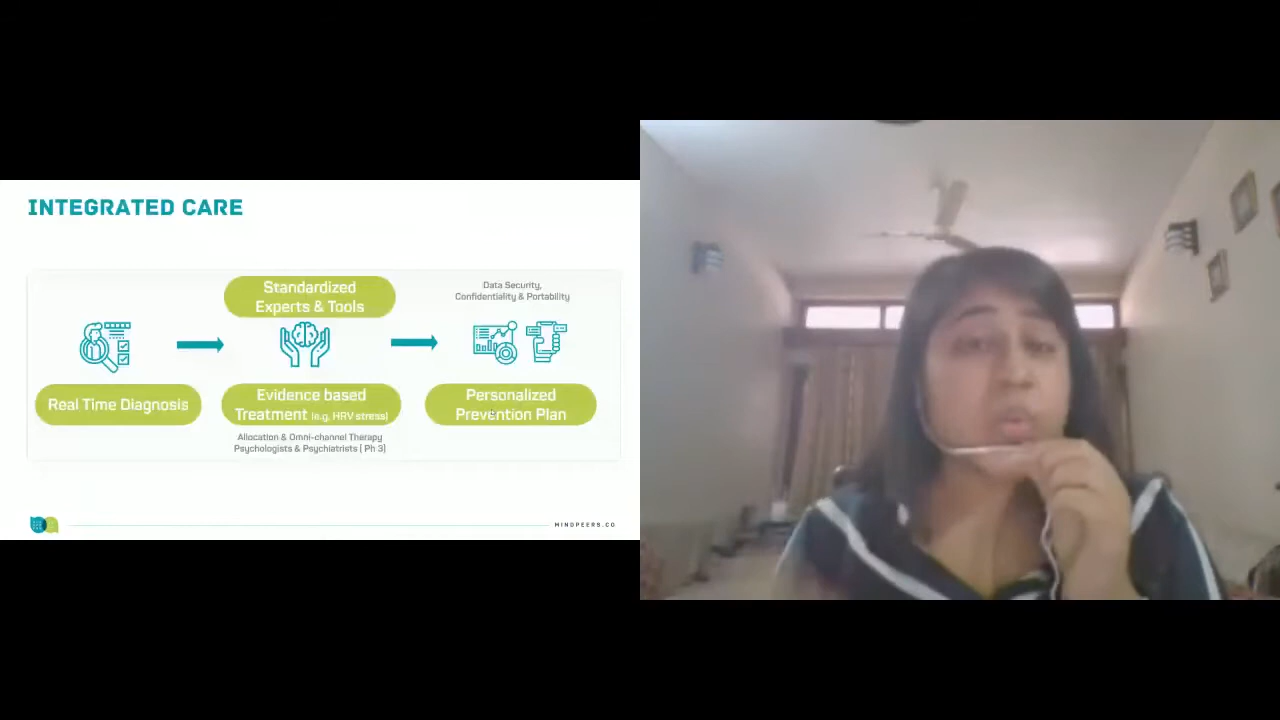 INTEGRATED CARE
Standardized
Experts & Tools
Data Security,
Confidentiality & Portability
Real Time Diagnosis
Evidence based
Treatment (e.g. HRV stress)
Personalized
Prevention Plan
Allocation & Omni-channel Therapy
Psychologists & Psychiatrists ( Ph 3)
MINDPEERS.CO